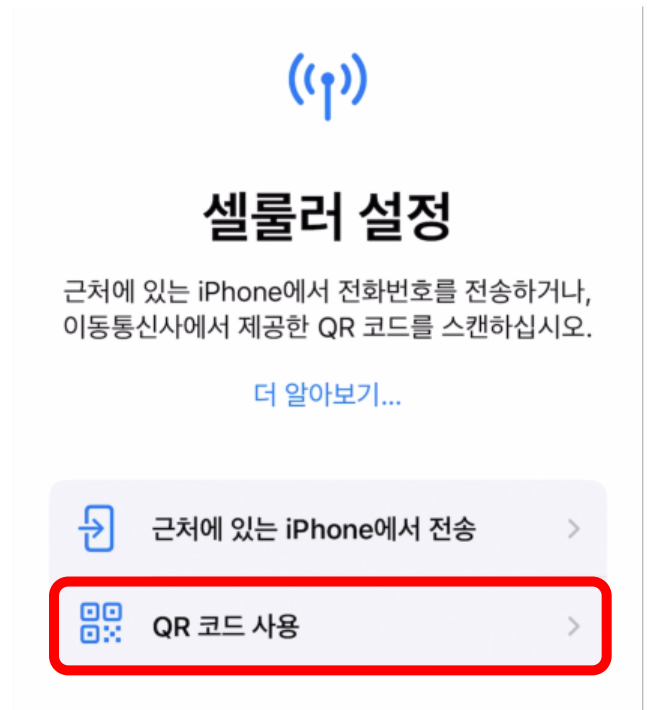 셀룰러 설정
근처에 있는 iPhone에서 전화번호를 전송하거나,
이동통신사에서 제공한 QR 코드를 스캔하십시오.
더 알아보기...
근처에 있는 iPhone에서 전송
QR 코드 사용